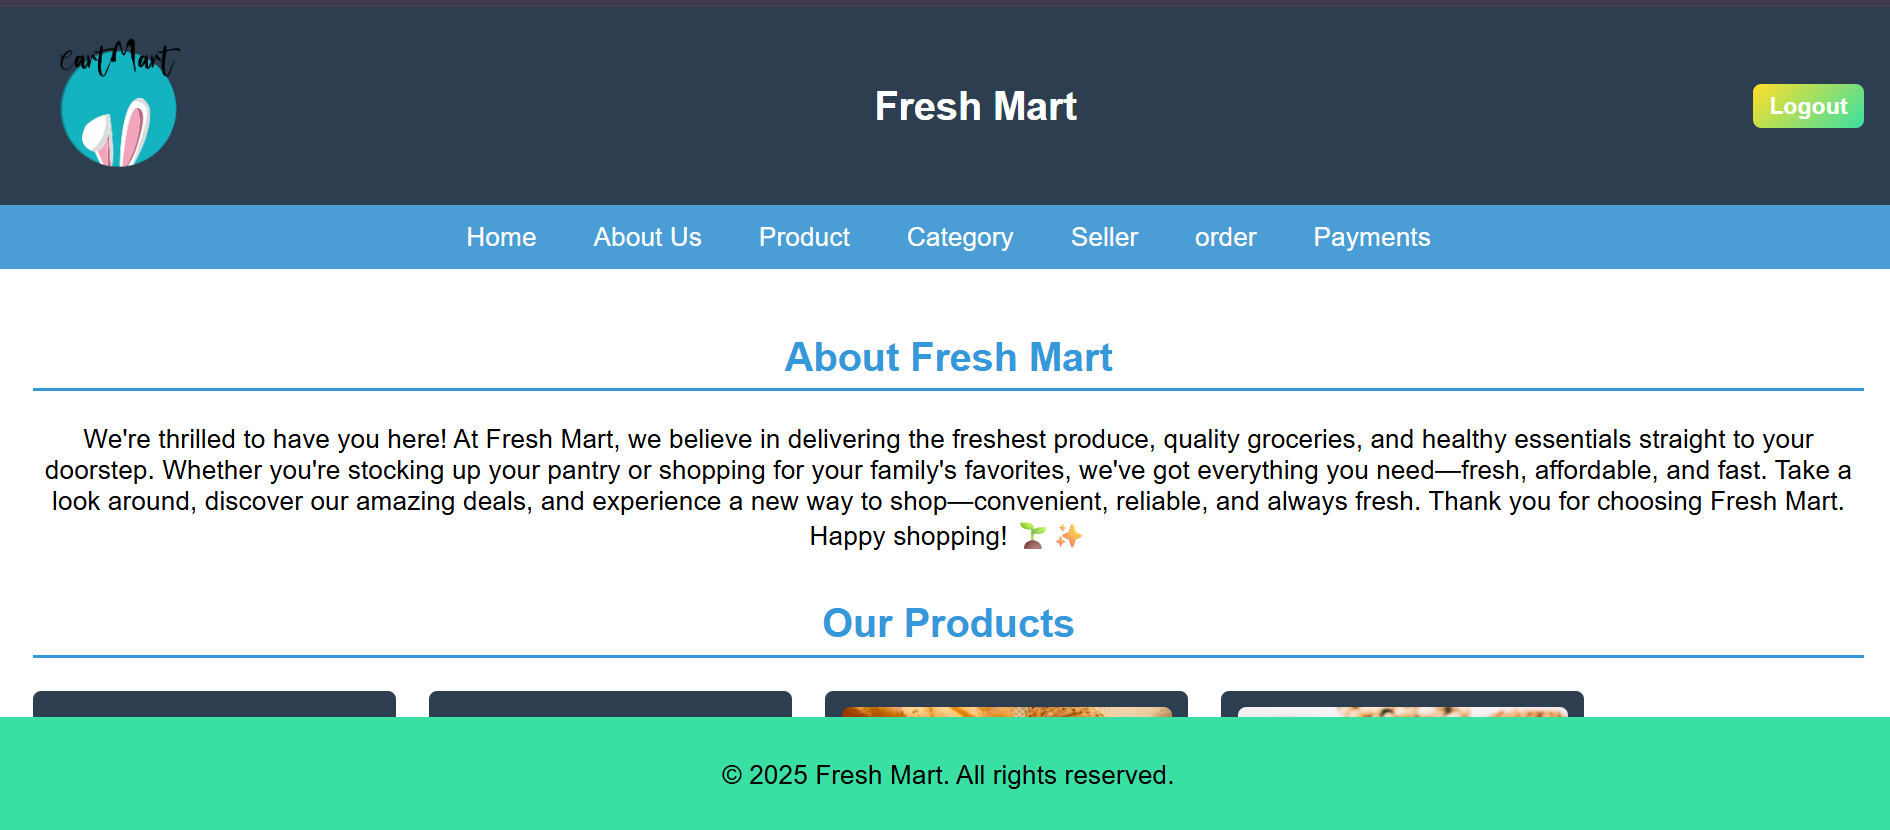 CartMart
Fresh Mart
Logout
Home About Us Product Category Seller order Payments
About Fresh Mart
We're thrilled to have you here! At Fresh Mart, we believe in delivering the freshest produce, quality groceries, and healthy essentials straight to your
doorstep. Whether you're stocking up your pantry or shopping for your family's favorites, we've got everything you need—fresh, affordable, and fast. Take a
look around, discover our amazing deals, and experience a new way to shop—convenient, reliable, and always fresh. Thank you for choosing Fresh Mart.
Happy shopping! 🌱 ✨
Our Products
© 2025 Fresh Mart. All rights reserved.